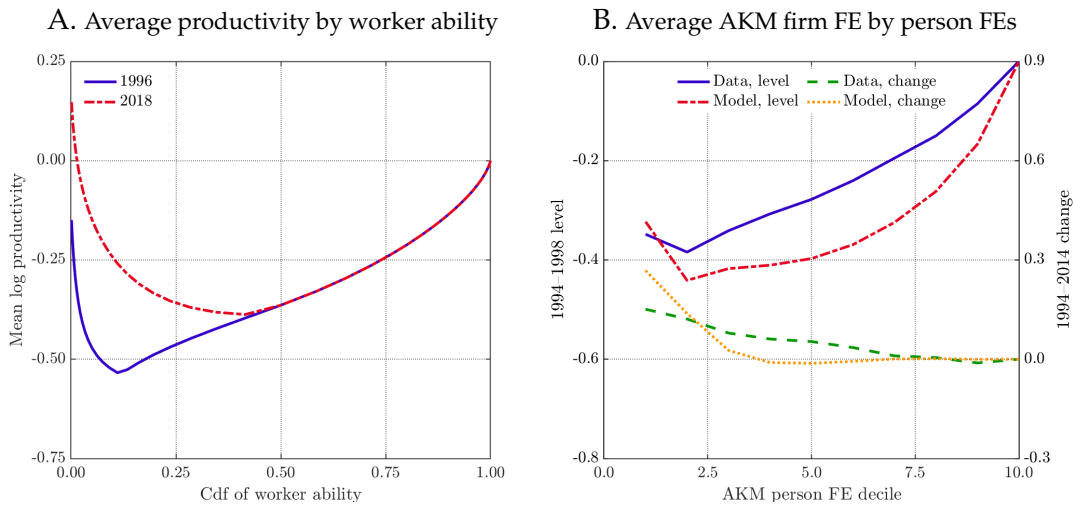 A. Average productivity by worker ability
0.25
0.00
-0.25
-0.50
-0.75
Mean log productivity
1996
2018
0.00
0.25
0.50
0.75
1.00
Cdf of worker ability
B. Average AKM firm FE by person FEs
0.0
-0.2
-0.4
-0.6
-0.8
1994–1998 level
Data, level
Model, level
Data, change
Model, change
0.9
0.6
0.3
0.0
-0.3
1994–2014 change
0.0
2.5
5.0
7.5
10.0
AKM person FE decile